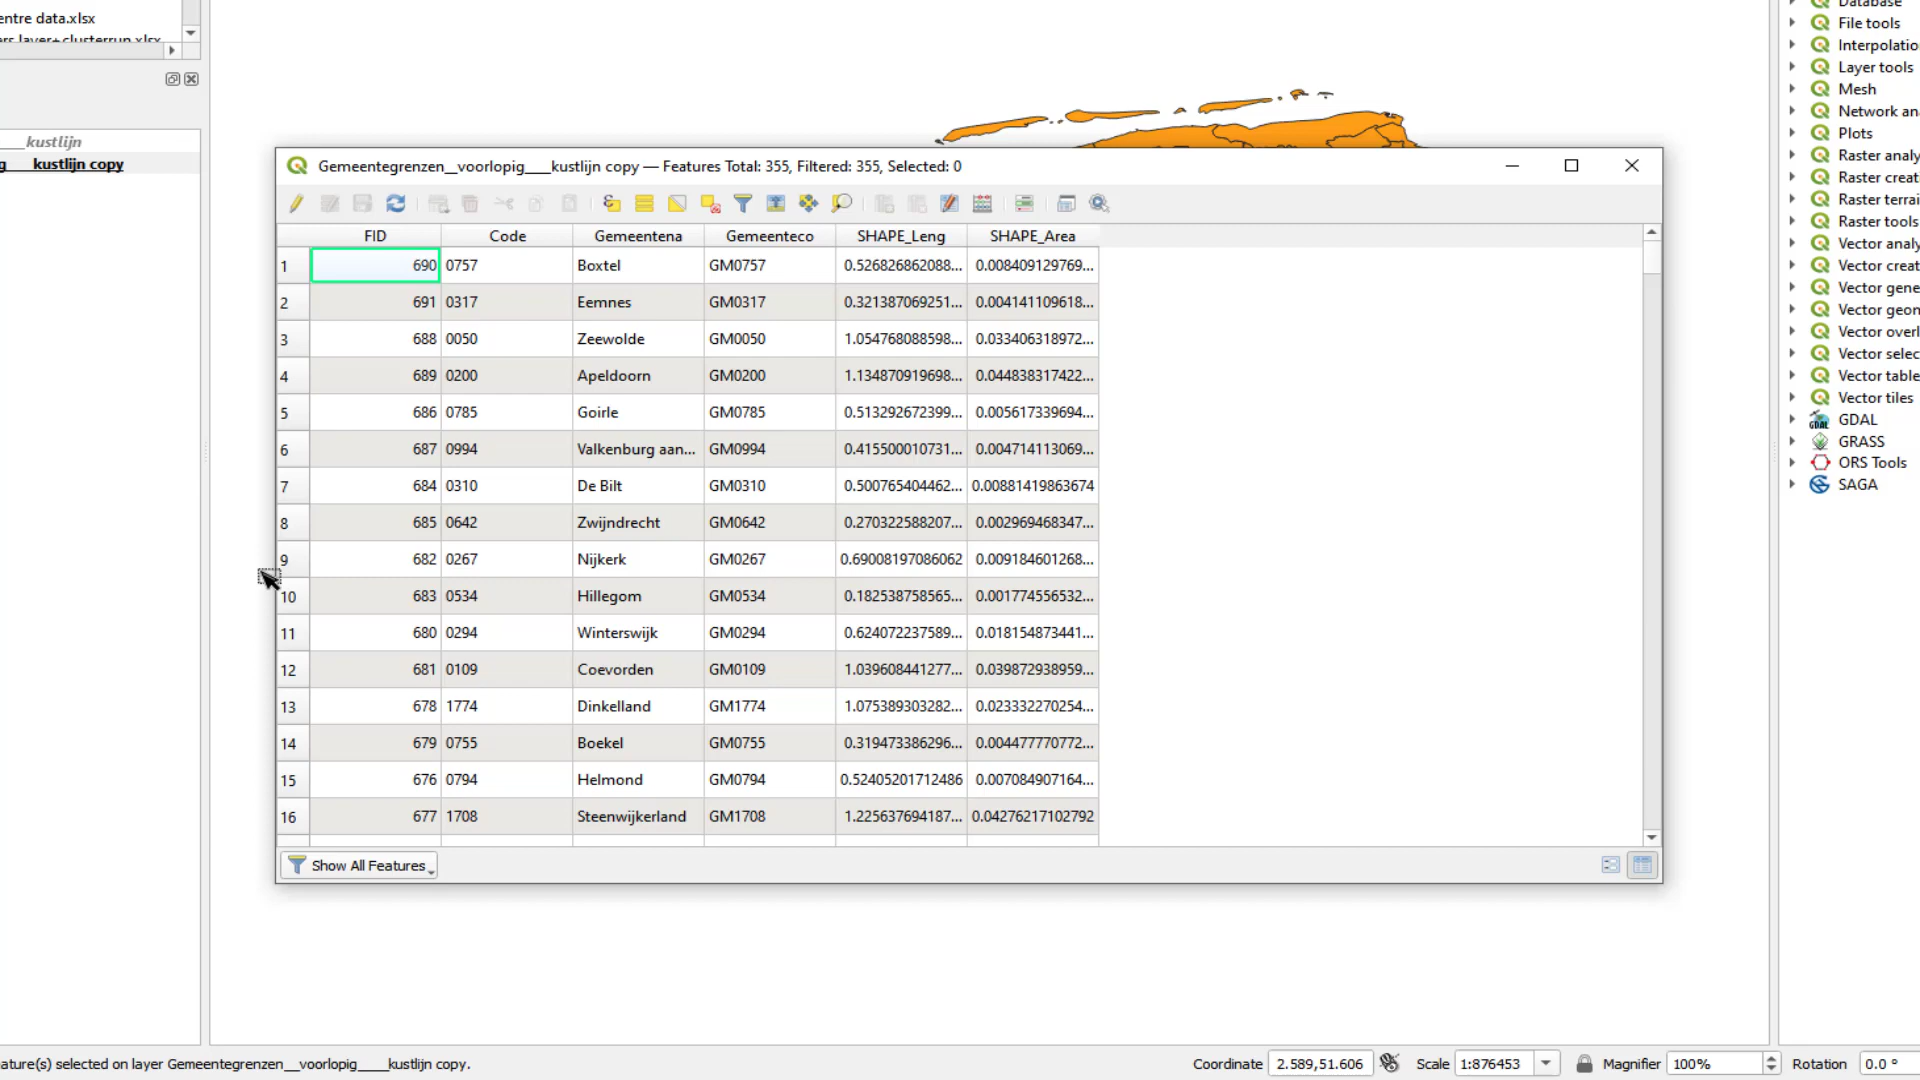 entre data.xlsx
ers layer+clusterrun.xlsx
____kustlijn
g____kustlijn copy
Gemeentegrenzen__voorlopig____kustlijn copy — Features Total: 355, Filtered: 355, Selected: 0
FID Code Gemeentena Gemeenteco SHAPE_Leng SHAPE_Area
1 690 0757 Boxtel GM0757 0.526826862088... 0.008409129769...
2 691 0317 Eemnes GM0317 0.321387069251... 0.004141109618...
3 688 0050 Zeewolde GM0050 1.054768088598... 0.033406318972...
4 689 0200 Apeldoorn GM0200 1.134870919698... 0.044838317422...
5 686 0785 Goirle GM0785 0.513292672399... 0.005617339694...
6 687 0994 Valkenburg aan... GM0994 0.415500010731... 0.004714113069...
7 684 0310 De Bilt GM0310 0.500765404462... 0.00881419863674
8 685 0642 Zwijndrecht GM0642 0.270322588207... 0.002969468347...
9 682 0267 Nijkerk GM0267 0.69008197086062 0.009184601268...
10 683 0534 Hillegom GM0534 0.182538758565... 0.001774556532...
11 680 0294 Winterswijk GM0294 0.624072237589... 0.018154873441...
12 681 0109 Coevorden GM0109 1.039608441277... 0.039872938959...
13 678 1774 Dinkelland GM1774 1.075389303282... 0.023332270254...
14 679 0755 Boekel GM0755 0.319473386296... 0.004477770772...
15 676 0794 Helmond GM0794 0.52405201712486 0.007084907164...
16 677 1708 Steenwijkerland GM1708 1.225637694187... 0.04276217102792
Show All Features
Database
File tools
Interpolatio
Layer tools
Mesh
Network an
Plots
Raster analy
Raster creati
Raster terrai
Raster tools
Vector analy
Vector creat
Vector gene
Vector geon
Vector overl
Vector selec
Vector table
Vector tiles
GDAL
GRASS
ORS Tools
SAGA
ature(s) selected on layer Gemeentegrenzen__voorlopig____kustlijn copy.
Coordinate 2.589,51.606 Scale 1:876453 Magnifier 100% Rotation 0.0 °